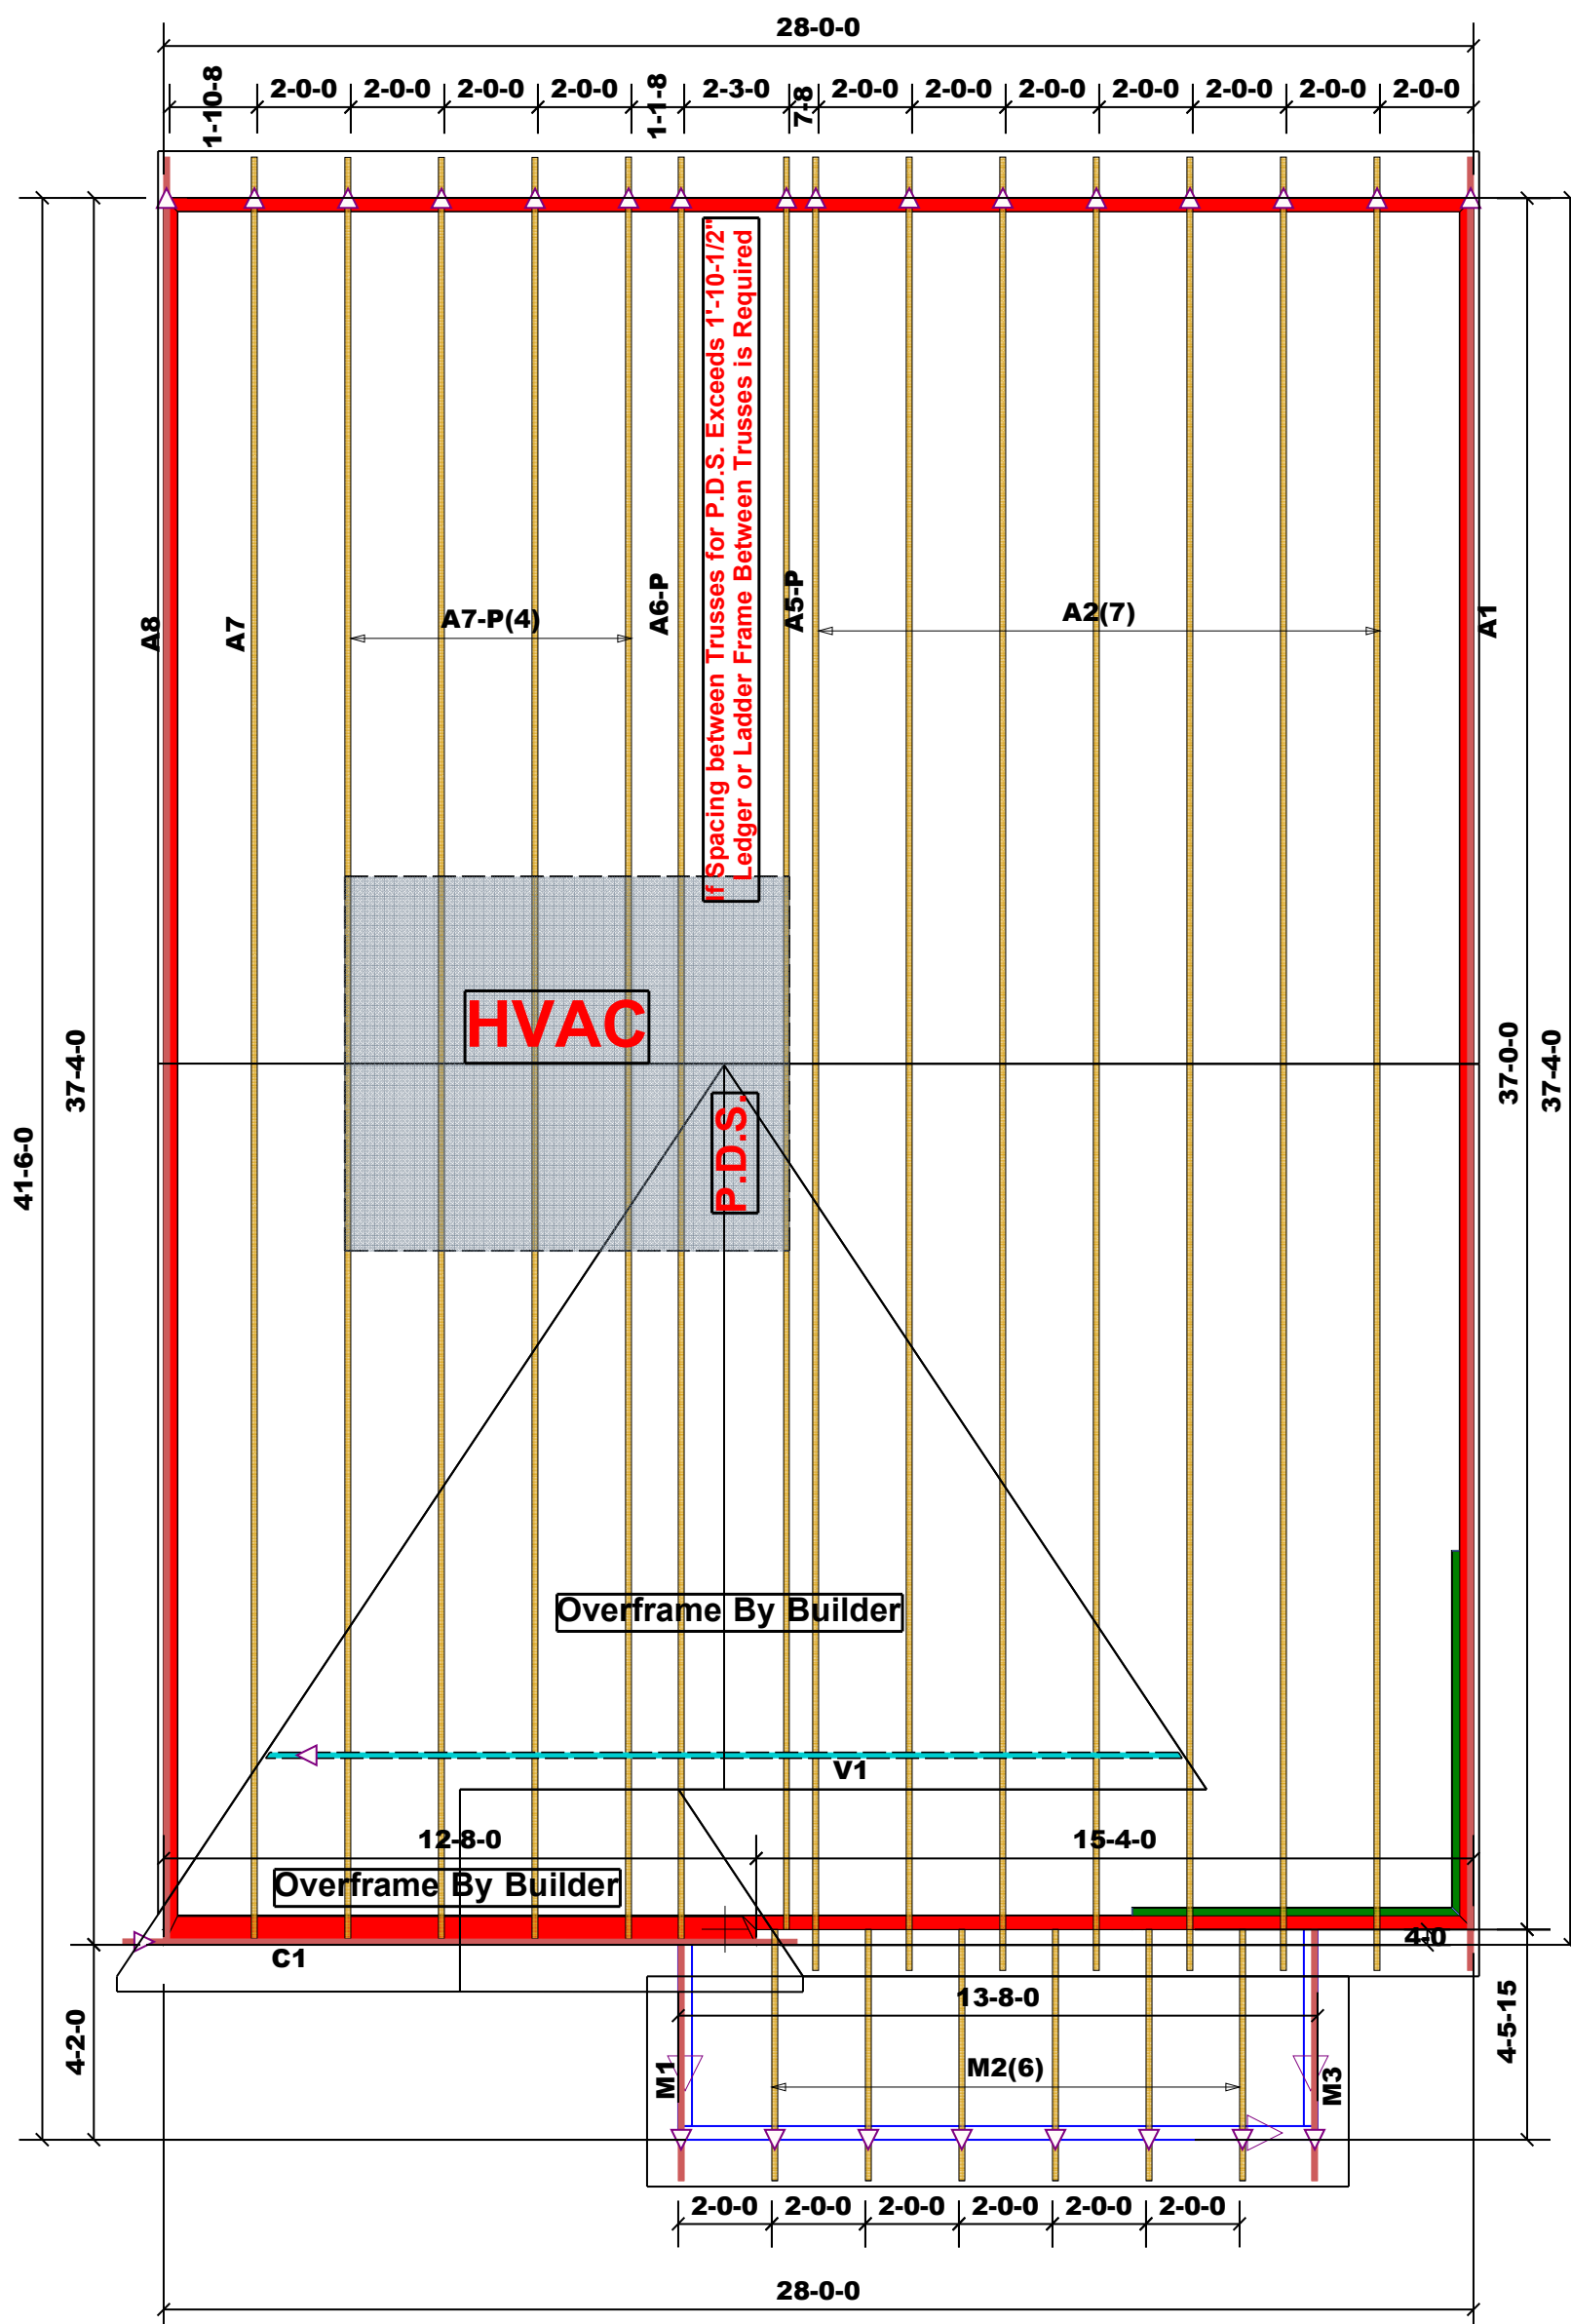 28-0-0
1-10-8
2-0-0
2-0-0
2-0-0
2-0-0
1-1-8
2-3-0
7-8
2-0-0
2-0-0
2-0-0
2-0-0
2-0-0
2-0-0
2-0-0
If Spacing between Trusses for P.D.S. Exceeds 1'-10-1/2"
Ledger or Ladder Frame Between Trusses is Required
A8
A7
A7-P(4)
A6-P
A5-P
A2(7)
A1
HVAC
P.D.S.
37-4-0
41-6-0
37-0-0
37-4-0
Overframe By Builder
V1
12-8-0
15-4-0
Overframe By Builder
C1
4-0
4-2-0
13-8-0
4-5-15
M1
M2(6)
M3
2-0-0
2-0-0
2-0-0
2-0-0
2-0-0
2-0-0
28-0-0